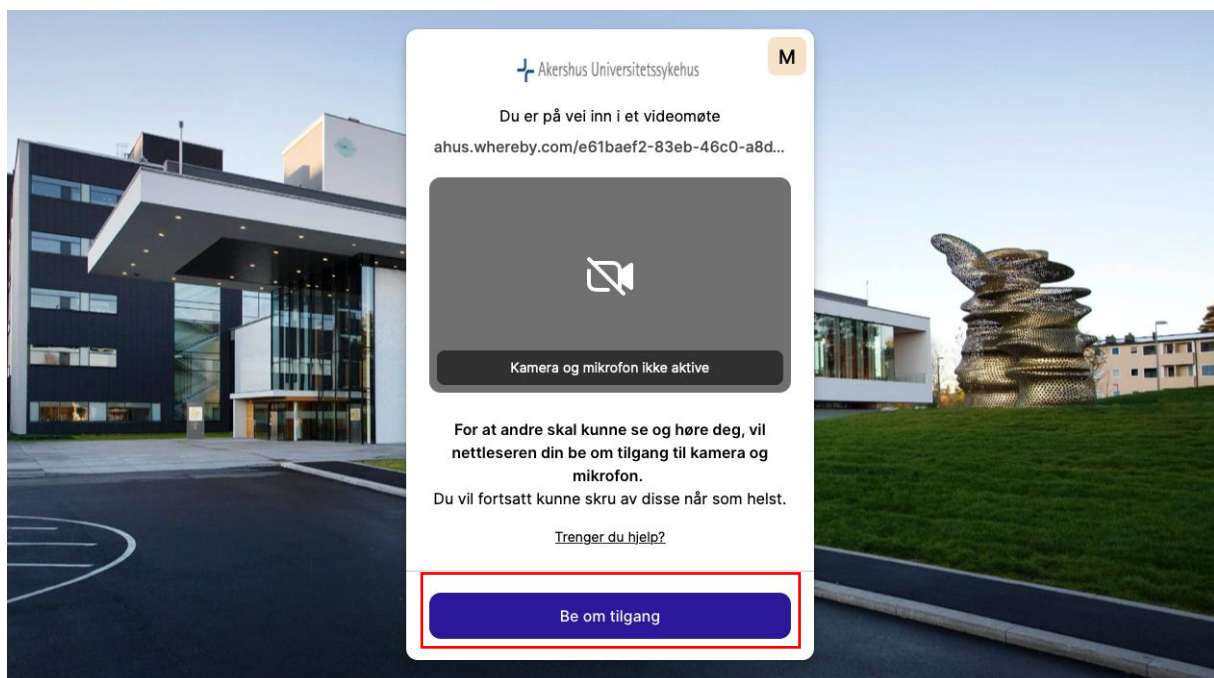 Akershus Universitetssykehus
M
Du er på vei inn i et videomøte
ahus.whereby.com/e61baef2-83eb-46c0-a8d...
Kamera og mikrofon ikke aktive
For at andre skal kunne se og høre deg, vil
nettleseren din be om tilgang til kamera og
mikrofon.
Du vil fortsatt kunne skru av disse når som helst.
Trenger du hjelp?
Be om tilgang